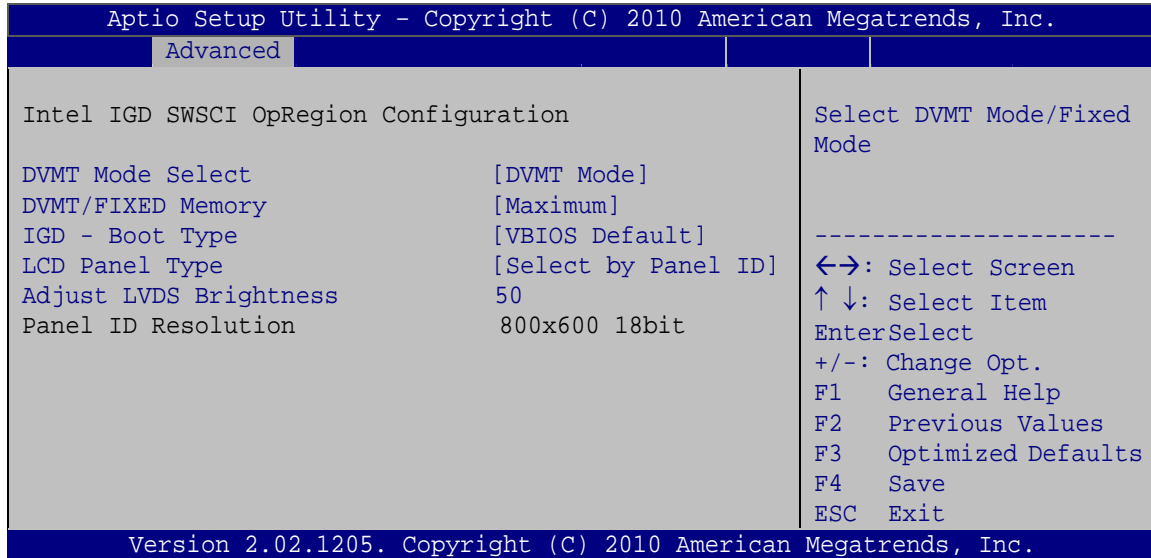 Aptio Setup Utility – Copyright (C) 2010 American Megatrends, Inc.
Advanced
Intel IGD SWSCI OpRegion Configuration
DVMT Mode Select [DVMT Mode]
DVMT/FIXED Memory [Maximum]
IGD - Boot Type [VBIOS Default]
LCD Panel Type [Select by Panel ID]
Adjust LVDS Brightness 50
Panel ID Resolution 800x600 18bit
Select DVMT Mode/Fixed
Mode
---------------------
←→: Select Screen
↑ ↓: Select Item
EnterSelect
+/-: Change Opt.
F1 General Help
F2 Previous Values
F3 Optimized Defaults
F4 Save
ESC Exit
Version 2.02.1205. Copyright (C) 2010 American Megatrends, Inc.